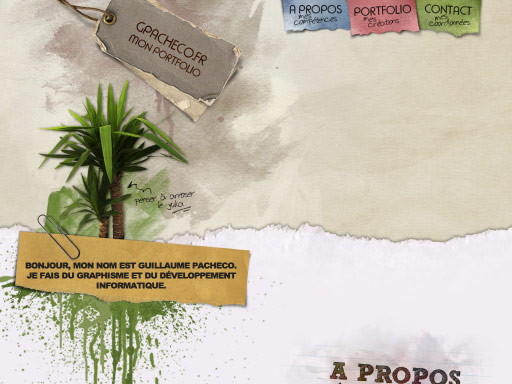 GPACHECO.FR
MON PORTFOLIO
A PROPOS
mes
compétences
PORTFOLIO
mes
créations
CONTACT
mes
coordonnées
penser à arroser
le yuka
BONJOUR, MON NOM EST GUILLAUME PACHECO.
JE FAIS DU GRAPHISME ET DU DÉVELOPPEMENT
INFORMATIQUE.
A PROPOS